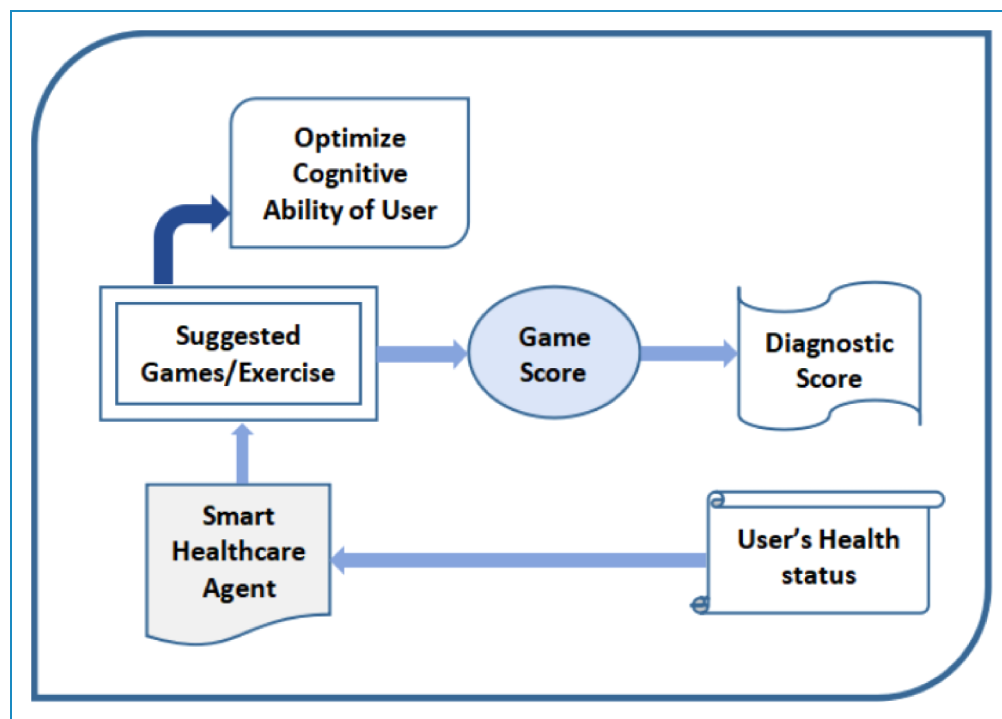 Optimize
Cognitive
Ability of User
Suggested
Games/Exercise
Game
Score
Diagnostic
Score
Smart
Healthcare
Agent
User's Health
status